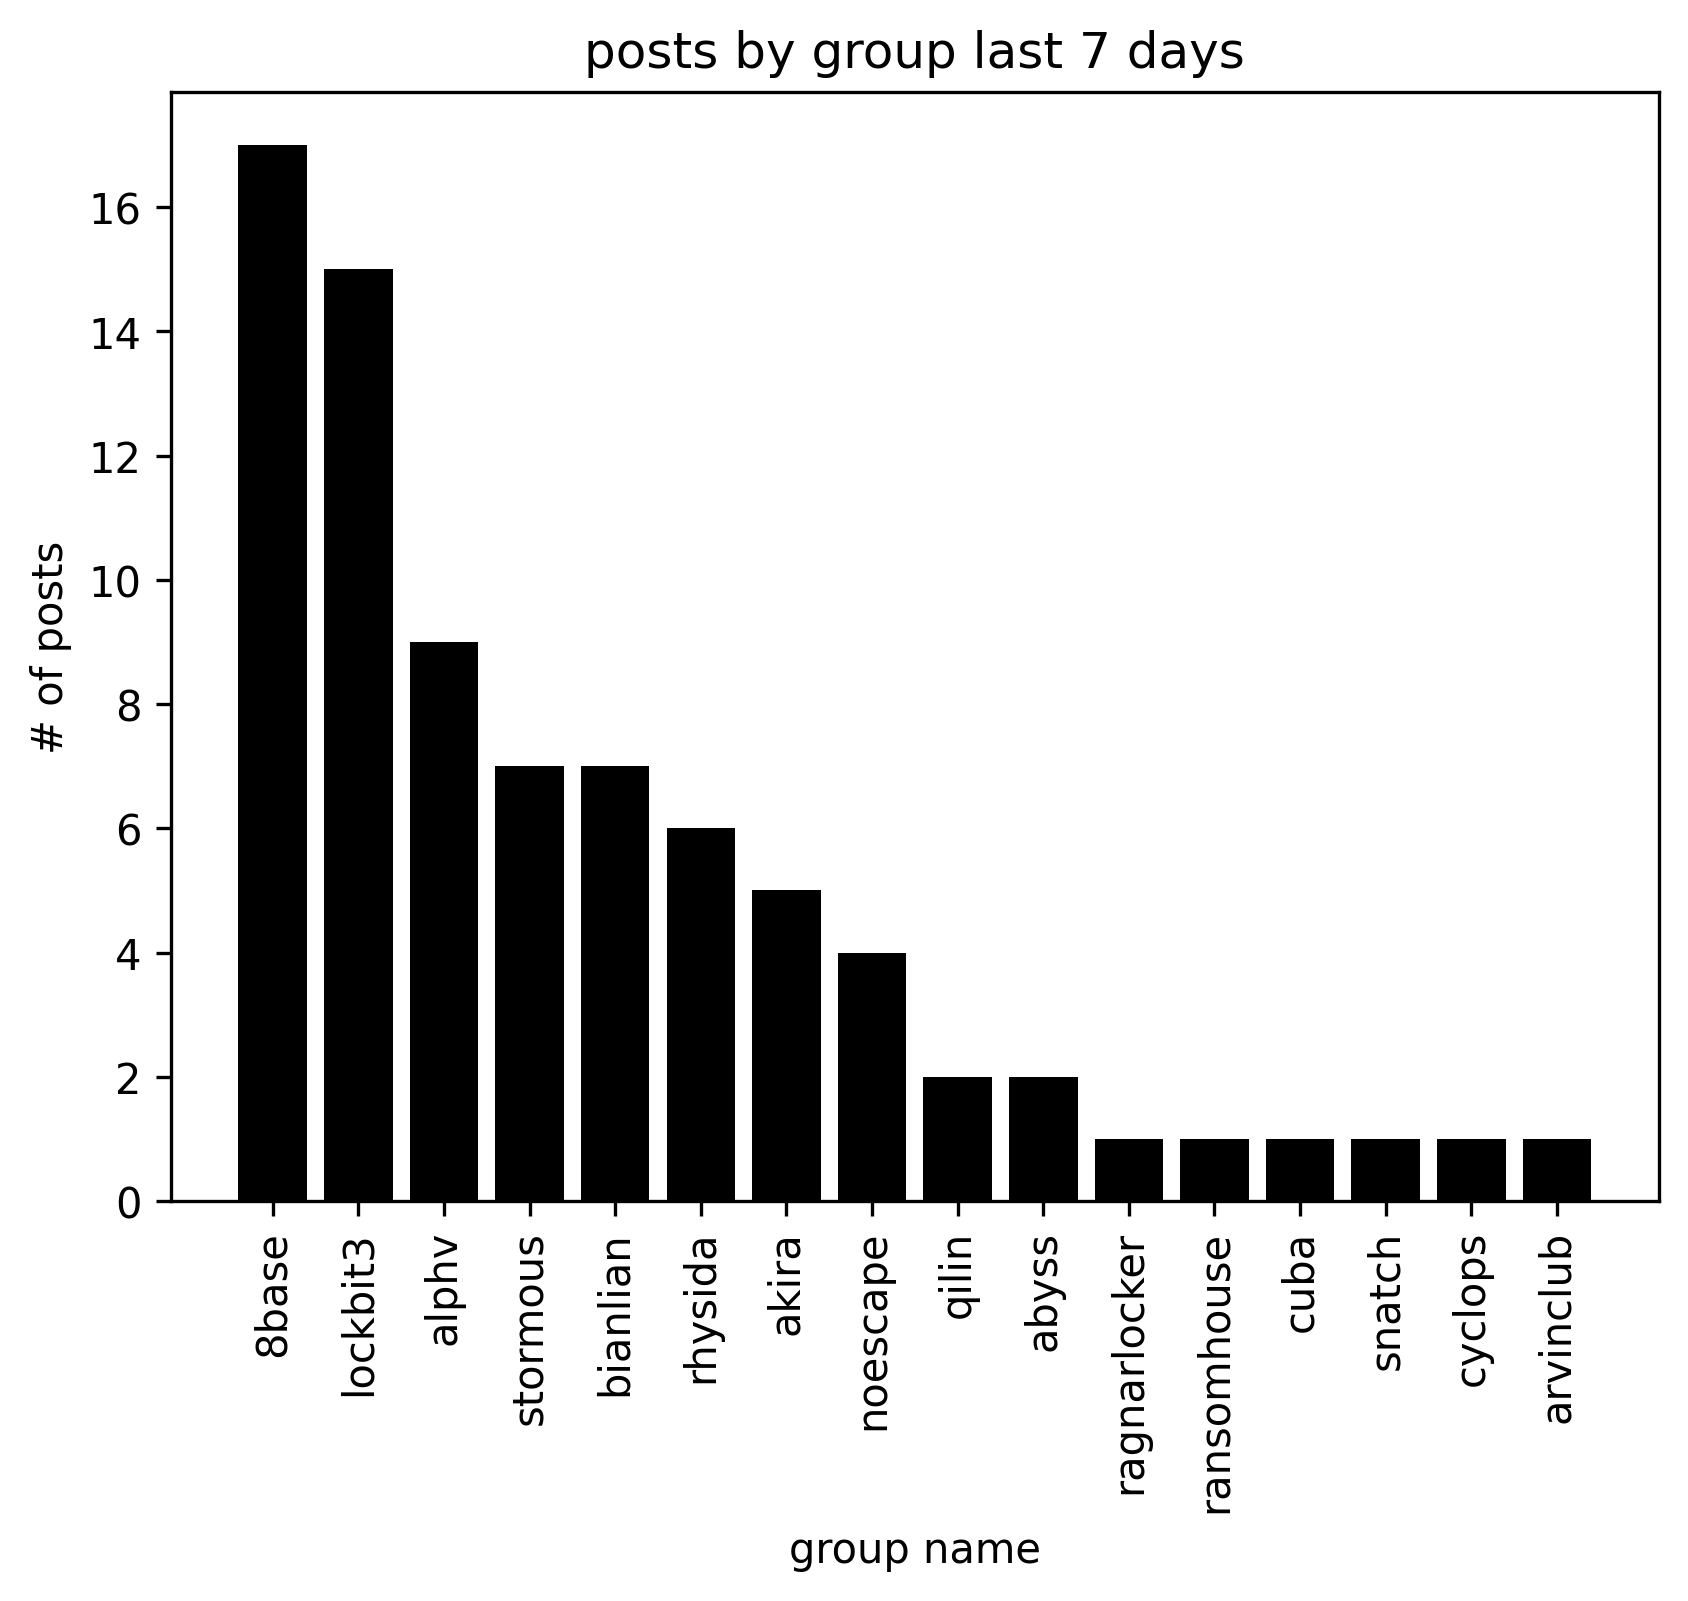 posts by group last 7 days
# of posts
16
14
12
10
8
6
4
2
0
8base
lockbit3
alphv
stormous
bianlian
rhysida
akira
noescape
qilin
abyss
ragnarlocker
ransomhouse
cuba
snatch
cyclops
arvinclub
group name